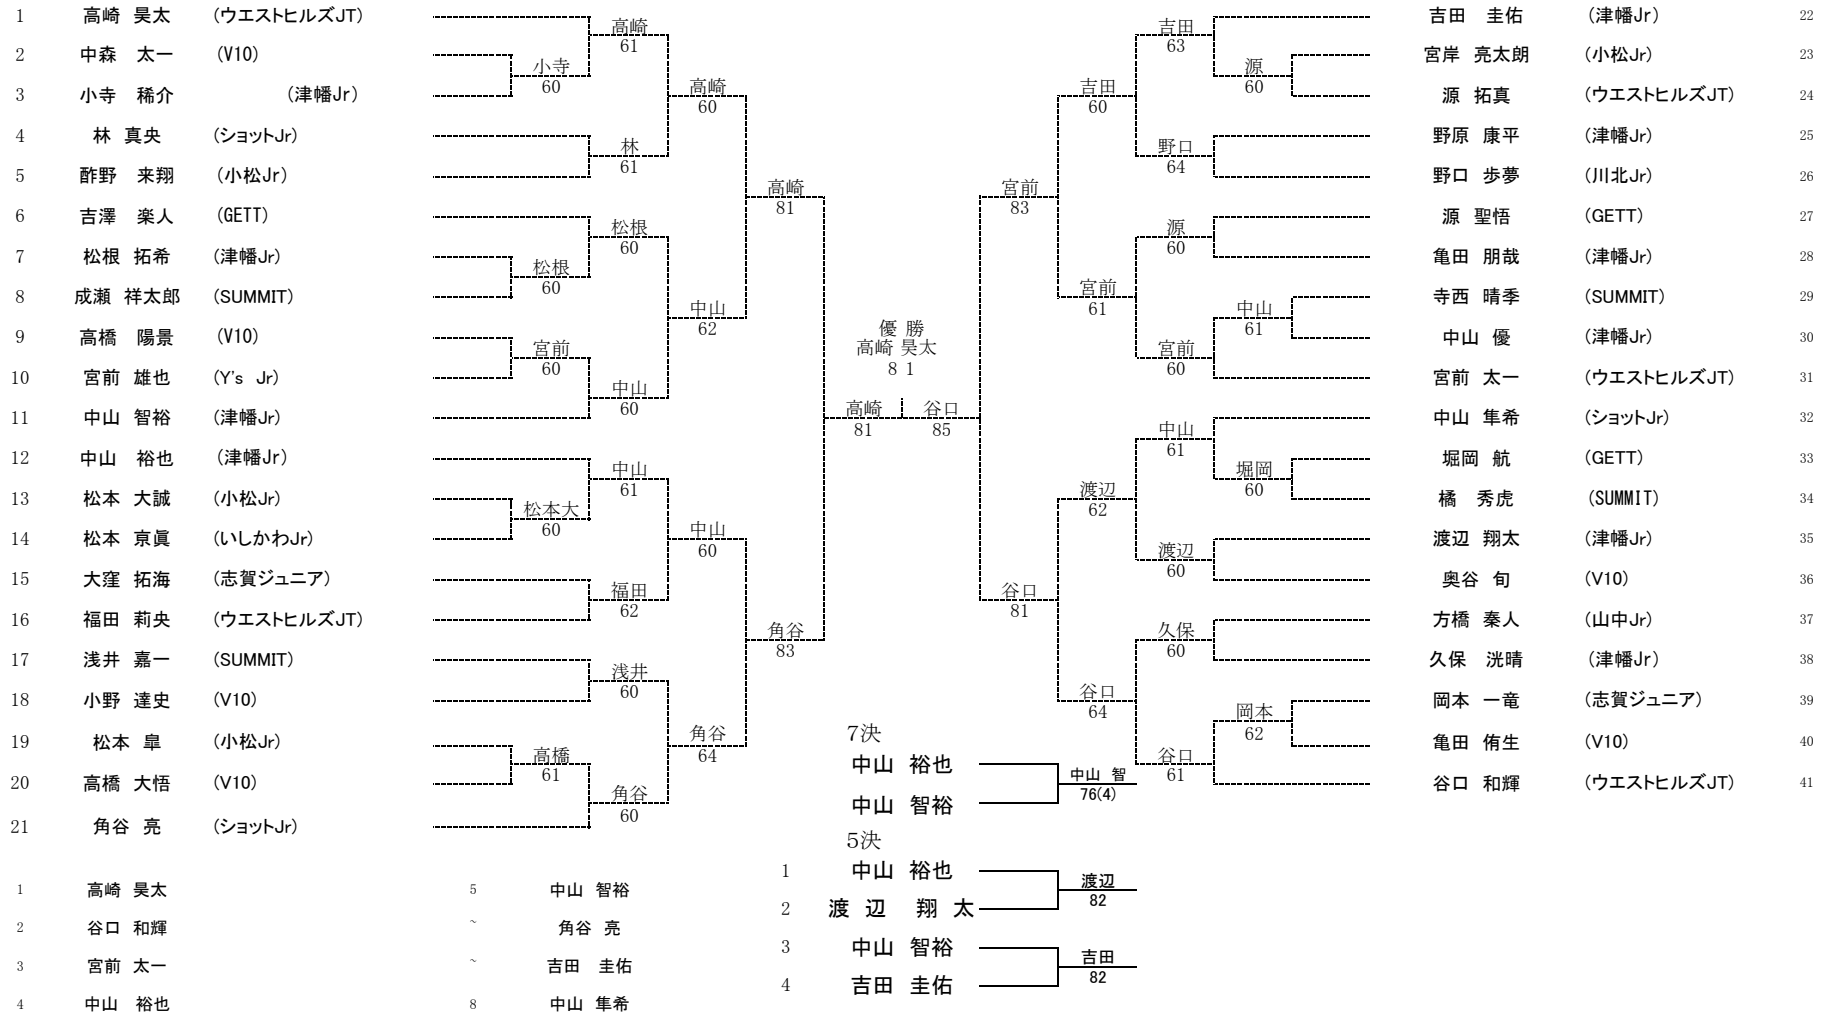 1 高崎 昊太 (ウエストヒルズJT)
2 中森 太一 (V10)
3 小寺 稀介 (津幡Jr)
4 林 真央 (ショットJr)
5 酢野 来翔 (小松Jr)
6 吉澤 楽人 (GETT)
7 松根 拓希 (津幡Jr)
8 成瀬 祥太郎 (SUMMIT)
9 高橋 陽景 (V10)
10 宮前 雄也 (Y's Jr)
11 中山 智裕 (津幡Jr)
12 中山 裕也 (津幡Jr)
13 松本 大誠 (小松Jr)
14 松本 京眞 (いしかわJr)
15 大窪 拓海 (志賀ジュニア)
16 福田 莉央 (ウエストヒルズJT)
17 浅井 嘉一 (SUMMIT)
18 小野 達史 (V10)
19 松本 皐 (小松Jr)
20 高橋 大悟 (V10)
21 角谷 亮 (ショットJr)
小寺
60
松根
60
宮前
60
松本大
60
高橋
61
高崎
61
林
61
松根
60
中山
60
中山
61
福田
62
浅井
60
角谷
60
高崎
60
中山
62
中山
60
角谷
64
高崎
81
角谷
83
優 勝
高崎 昊太
8 1
高崎
81
谷口
85
宮前
83
谷口
81
吉田
60
宮前
61
渡辺
62
谷口
64
吉田
63
野口
64
源
60
宮前
60
中山
61
渡辺
60
久保
60
谷口
61
源
60
中山
61
堀岡
60
岡本
62
吉田 圭佑 (津幡Jr) 22
宮岸 亮太朗 (小松Jr) 23
源 拓真 (ウエストヒルズJT) 24
野原 康平 (津幡Jr) 25
野口 歩夢 (川北Jr) 26
源 聖悟 (GETT) 27
亀田 朋哉 (津幡Jr) 28
寺西 晴季 (SUMMIT) 29
中山 優 (津幡Jr) 30
宮前 太一 (ウエストヒルズJT) 31
中山 隼希 (ショットJr) 32
堀岡 航 (GETT) 33
橘 秀虎 (SUMMIT) 34
渡辺 翔太 (津幡Jr) 35
奥谷 旬 (V10) 36
方橋 秦人 (山中Jr) 37
久保 洸晴 (津幡Jr) 38
岡本 一竜 (志賀ジュニア) 39
亀田 侑生 (V10) 40
谷口 和輝 (ウエストヒルズJT) 41
7決
中山 裕也
中山 智裕
中山 智
76(4)
5決
1 中山 裕也
2 渡 辺 翔 太
渡辺
82
3 中山 智裕
4 吉田 圭佑
吉田
82
1 高崎 昊太
2 谷口 和輝
3 宮前 太一
4 中山 裕也
5 中山 智裕
~ 角谷 亮
~ 吉田 圭佑
8 中山 隼希